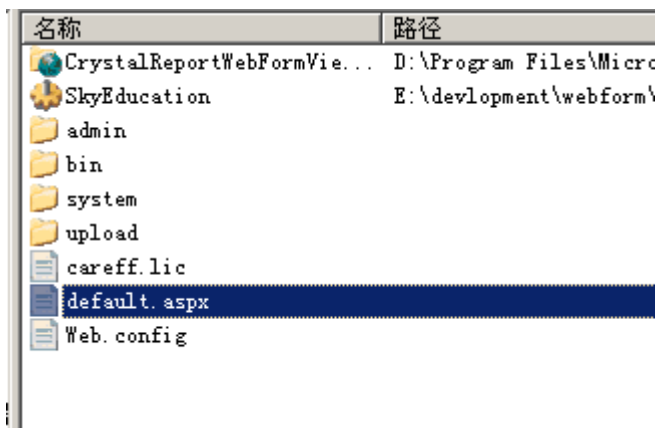 名称 路径
CrystalReportWebFormVie... D:\Program Files\Micro
SkyEducation E:\devlopment\webform\
admin
bin
system
upload
careff.lic
default.aspx
Web.config